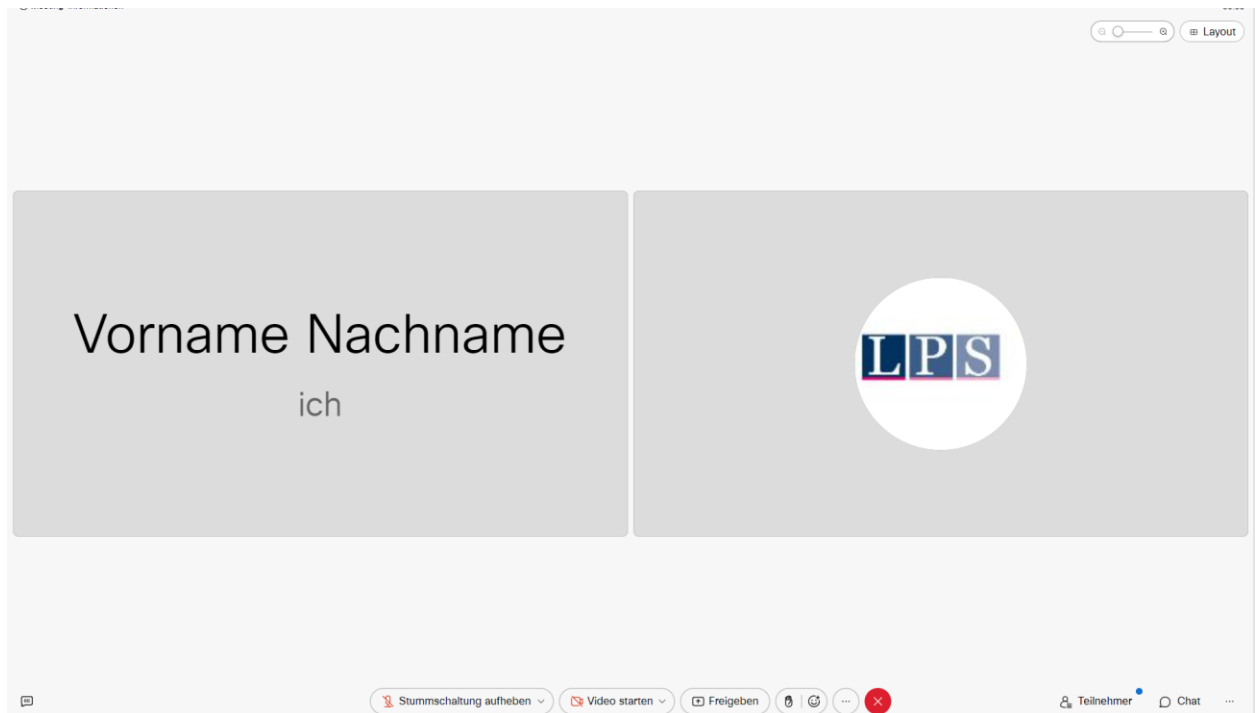 Layout
Vorname Nachname
ich
LPS
Stummschaltung aufheben
Video starten
Freigeben
Teilnehmer
Chat